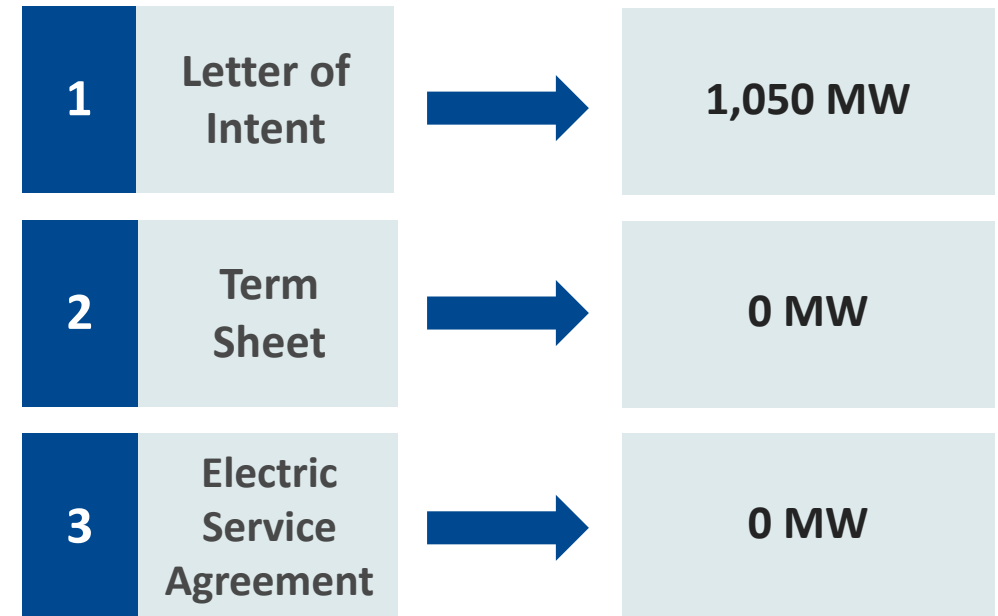 1
Letter of
Intent
1,050 MW
2
Term
Sheet
0 MW
3
Electric
Service
Agreement
0 MW